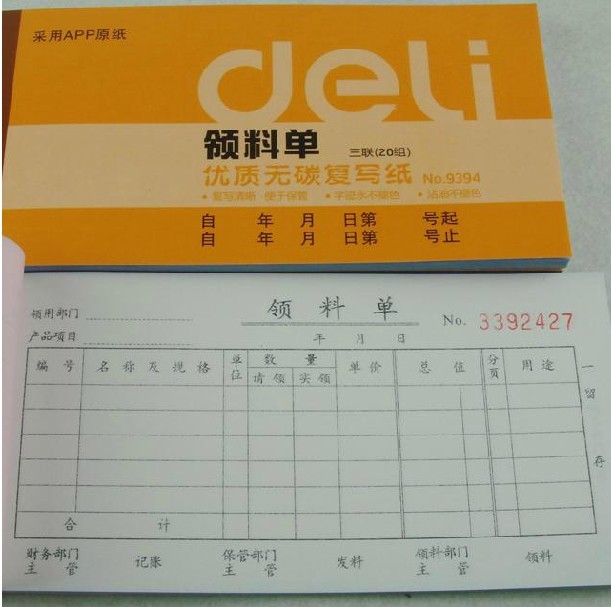 采用APP原纸
deli
领料单 三联(20组)
优质无碳复写纸 No.9394
•复写清晰 便于保管 •字迹永不褪色 •沾油不褪色
自 年 月 日第 号起
自 年 月 日第 号止
领用部门
领料单
No. 3392427
产品项目
年 月 日
编号 名称及规格 单位 数量 单价 总值 分页 用途
请领 实领
一留存
合计
财务部门主管 记账 保管部门主管 发料 领料部门主管 领料